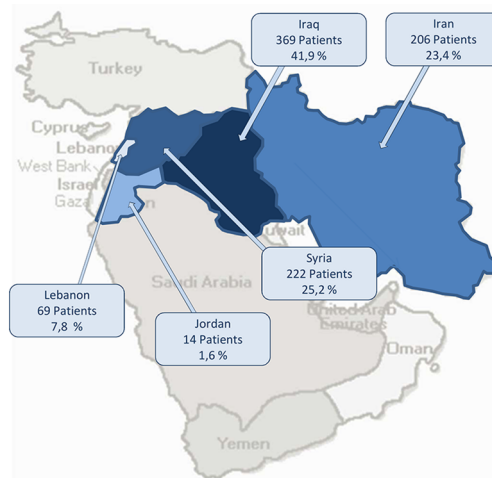 Iraq
369 Patients
41,9 %
Iran
206 Patients
23,4 %
Turkey
Cyprus
Lebanon
West Bank
Israel
Gaza
Syria
222 Patients
25,2 %
Saudi Arabia
Lebanon
69 Patients
7,8 %
Jordan
14 Patients
1,6 %
United Arab
Emirates
Oman
Yemen